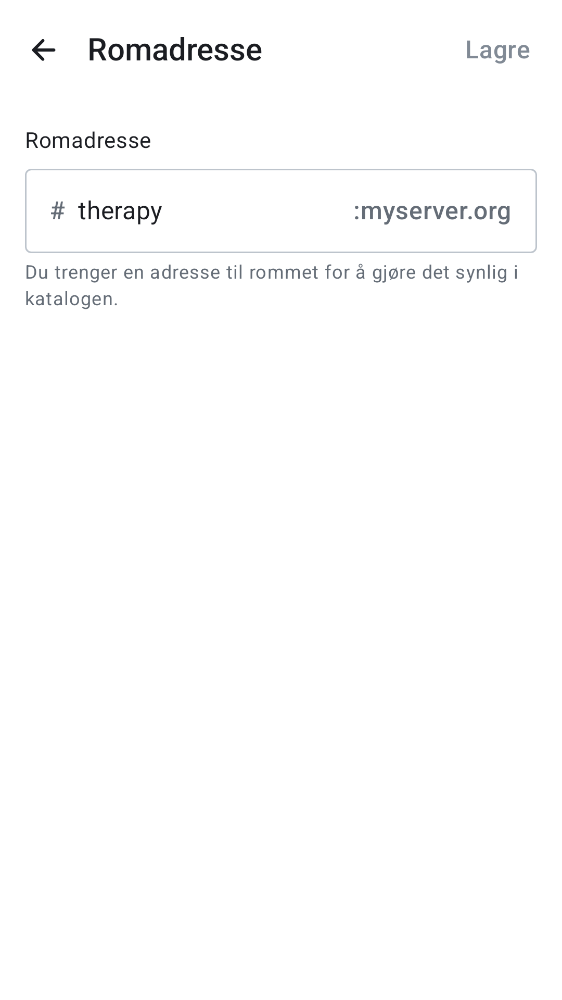 Romadresse
Lagre
Romadresse
# therapy :myserver.org
Du trenger en adresse til rommet for å gjøre det synlig i
katalogen.